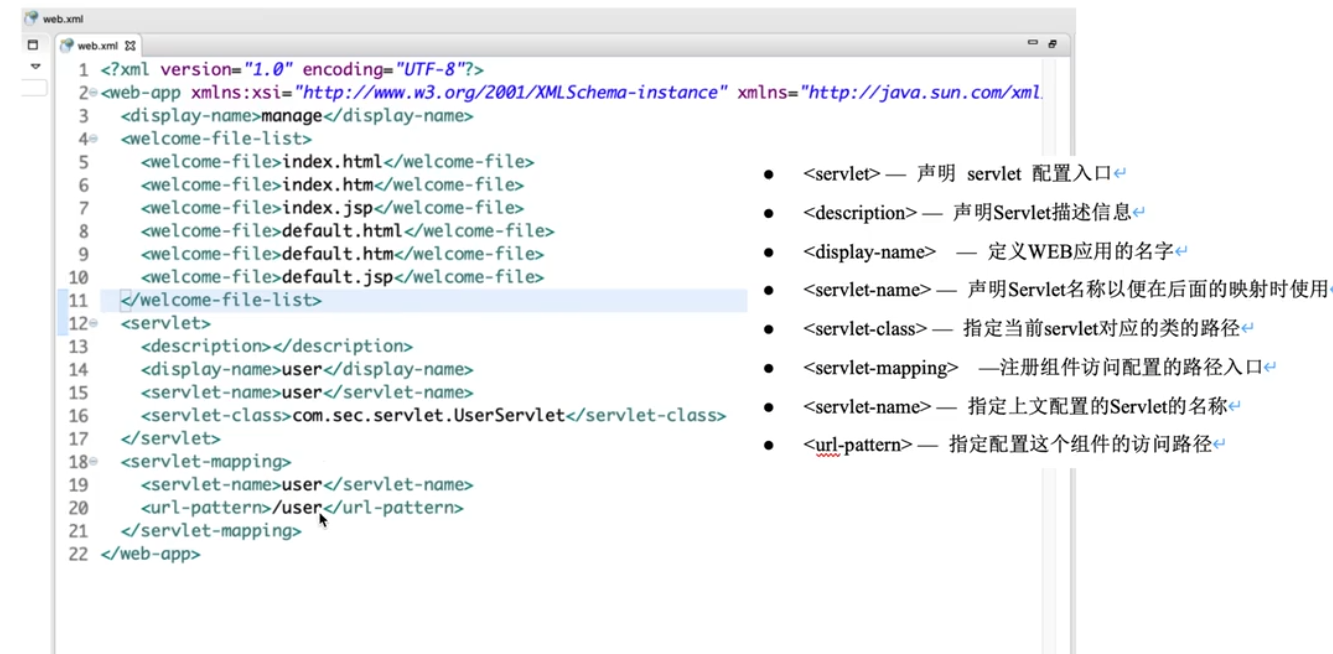 web.xml
web.xml
1 <?xml version="1.0" encoding="UTF-8"?>
2 <web-app xmlns:xsi="http://www.w3.org/2001/XMLSchema-instance" xmlns="http://java.sun.com/xml
3 <display-name>manage</display-name>
4 <welcome-file-list>
5 <welcome-file>index.html</welcome-file>
6 <welcome-file>index.htm</welcome-file>
7 <welcome-file>index.jsp</welcome-file>
8 <welcome-file>default.html</welcome-file>
9 <welcome-file>default.htm</welcome-file>
10 <welcome-file>default.jsp</welcome-file>
11 </welcome-file-list>
12 <servlet>
13 <description></description>
14 <display-name>user</display-name>
15 <servlet-name>user</servlet-name>
16 <servlet-class>com.sec.servlet.UserServlet</servlet-class>
17 </servlet>
18 <servlet-mapping>
19 <servlet-name>user</servlet-name>
20 <url-pattern>/user</url-pattern>
21 </servlet-mapping>
22 </web-app>
● <servlet> — 声明 servlet 配置入口↵
● <description> — 声明Servlet描述信息↵
● <display-name> — 定义WEB应用的名字↵
● <servlet-name> — 声明Servlet名称以便在后面的映射时使用
● <servlet-class> — 指定当前servlet对应的类的路径↵
● <servlet-mapping> —注册组件访问配置的路径入口↵
● <servlet-name> — 指定上文配置的Servlet的名称↵
● <url-pattern> — 指定配置这个组件的访问路径↵